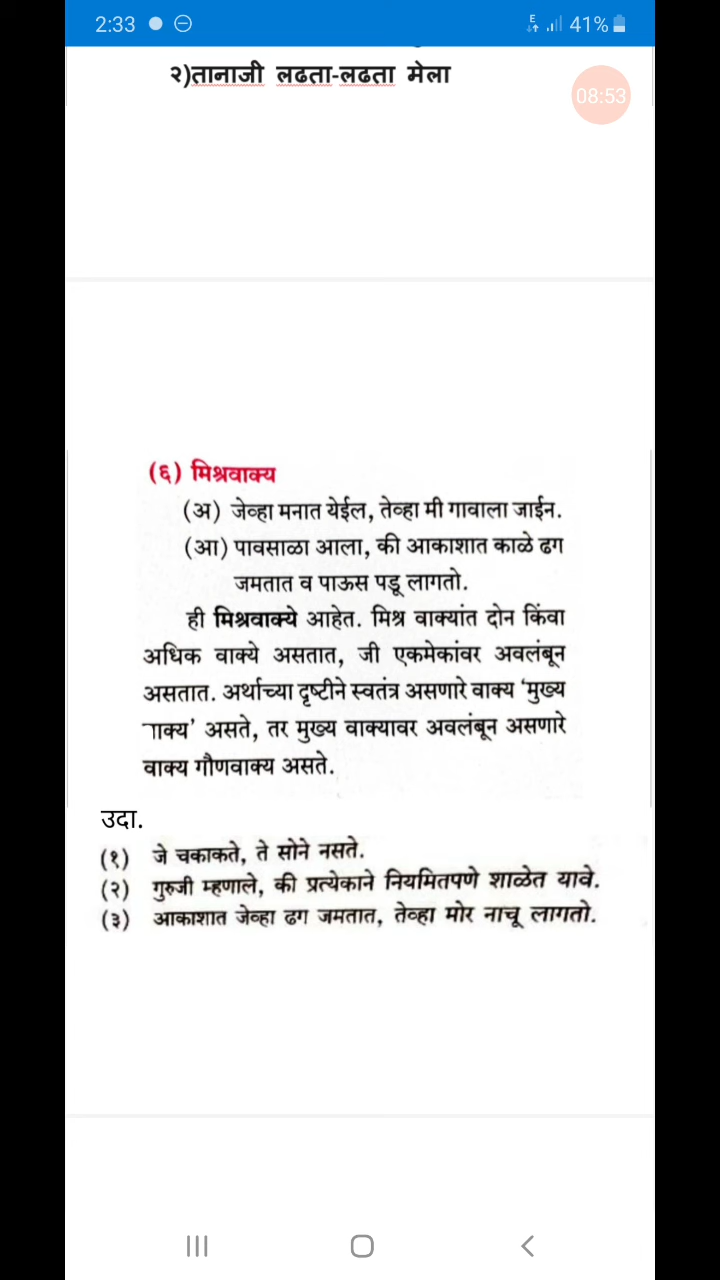 2:33 41%
२)तानाजी लढता-लढता मेला
08:53
(६) मिश्रवाक्य
(अ) जेव्हा मनात येईल, तेव्हा मी गावाला जाईन.
(आ) पावसाळा आला, की आकाशात काळे ढग
जमतात व पाऊस पडू लागतो.
ही मिश्रवाक्ये आहेत. मिश्र वाक्यांत दोन किंवा
अधिक वाक्ये असतात, जी एकमेकांवर अवलंबून
असतात. अर्थाच्या दृष्टीने स्वतंत्र असणारे वाक्य ‘मुख्य
ाक्य’ असते, तर मुख्य वाक्यावर अवलंबून असणारे
वाक्य गौणवाक्य असते.
उदा.
(१) जे चकाकते, ते सोने नसते.
(२) गुरुजी म्हणाले, की प्रत्येकाने नियमितपणे शाळेत यावे.
(३) आकाशात जेव्हा ढग जमतात, तेव्हा मोर नाचू लागतो.